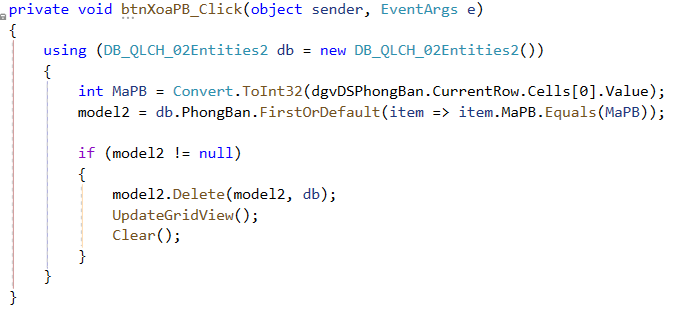 private void btnXoaPB_Click(object sender, EventArgs e)
{
    using (DB_QLCH_02Entities2 db = new DB_QLCH_02Entities2())
    {
        int MaPB = Convert.ToInt32(dgvDSPhongBan.CurrentRow.Cells[0].Value);
        model2 = db.PhongBan.FirstOrDefault(item => item.MaPB.Equals(MaPB));
        if (model2 != null)
        {
            model2.Delete(model2, db);
            UpdateGridView();
            Clear();
        }
    }
}